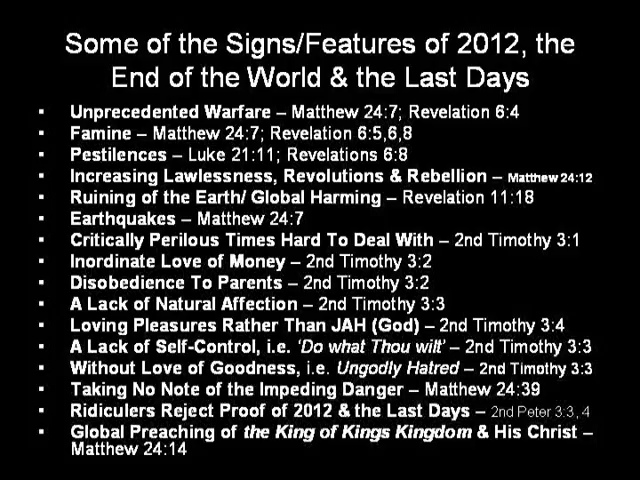 Some of the Signs/Features of 2012, the
End of the World & the Last Days
• Unprecedented Warfare – Matthew 24:7; Revelation 6:4
• Famine – Matthew 24:7; Revelation 6:5,6,8
• Pestilences – Luke 21:11; Revelations 6:8
• Increasing Lawlessness, Revolutions & Rebellion – Matthew 24:12
• Ruining of the Earth/ Global Harming – Revelation 11:18
• Earthquakes – Matthew 24:7
• Critically Perilous Times Hard To Deal With – 2nd Timothy 3:1
• Inordinate Love of Money – 2nd Timothy 3:2
• Disobedience To Parents – 2nd Timothy 3:2
• A Lack of Natural Affection – 2nd Timothy 3:3
• Loving Pleasures Rather Than JAH (God) – 2nd Timothy 3:4
• A Lack of Self-Control, i.e. ‘Do what Thou wilt’ – 2nd Timothy 3:3
• Without Love of Goodness, i.e. Ungodly Hatred – 2nd Timothy 3:3
• Taking No Note of the Impeding Danger – Matthew 24:39
• Ridiculers Reject Proof of 2012 & the Last Days – 2nd Peter 3:3, 4
• Global Preaching of the King of Kings Kingdom & His Christ –
Matthew 24:14